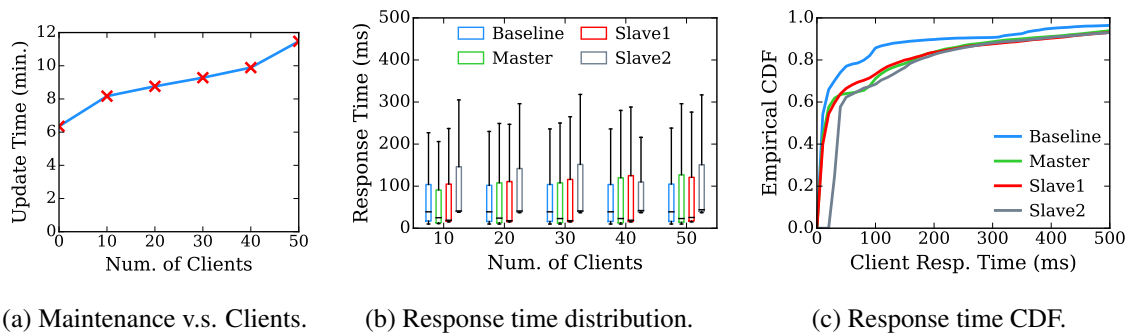 12
10
8
6
4
2
0
Update Time (min.)
0 10 20 30 40 50
Num. of Clients
(a) Maintenance v.s. Clients.
500
400
300
200
100
0
Response Time (ms)
Baseline Slave1
Master Slave2
10 20 30 40 50
Num. of Clients
(b) Response time distribution.
1.0
0.8
0.6
0.4
0.2
0.0
Empirical CDF
Baseline
Master
Slave1
Slave2
0 100 200 300 400 500
Client Resp. Time (ms)
(c) Response time CDF.